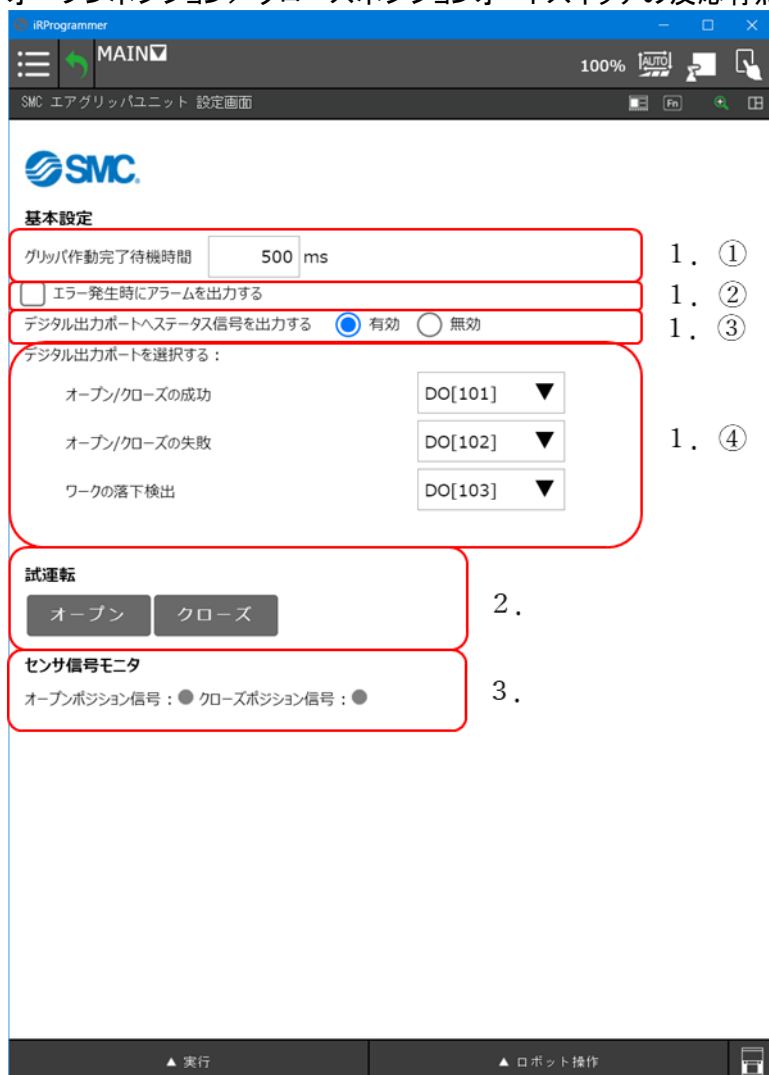 iRProgrammer
MAIN
100% AUTO
SMC エアグリッパユニット 設定画面 Fn
SMC.
基本設定
グリッパ作動完了待機時間 500 ms 1．①
エラー発生時にアラームを出力する 1．②
デジタル出力ポートへステータス信号を出力する 有効 無効 1．③
デジタル出力ポートを選択する：
オープン/クローズの成功 DO[101] ▼
オープン/クローズの失敗 DO[102] ▼ 1．④
ワークの落下検出 DO[103] ▼
試運転
オープン クローズ 2．
センサ信号モニタ
オープンポジション信号：● クローズポジション信号：● 3．
▲ 実行 ▲ ロボット操作